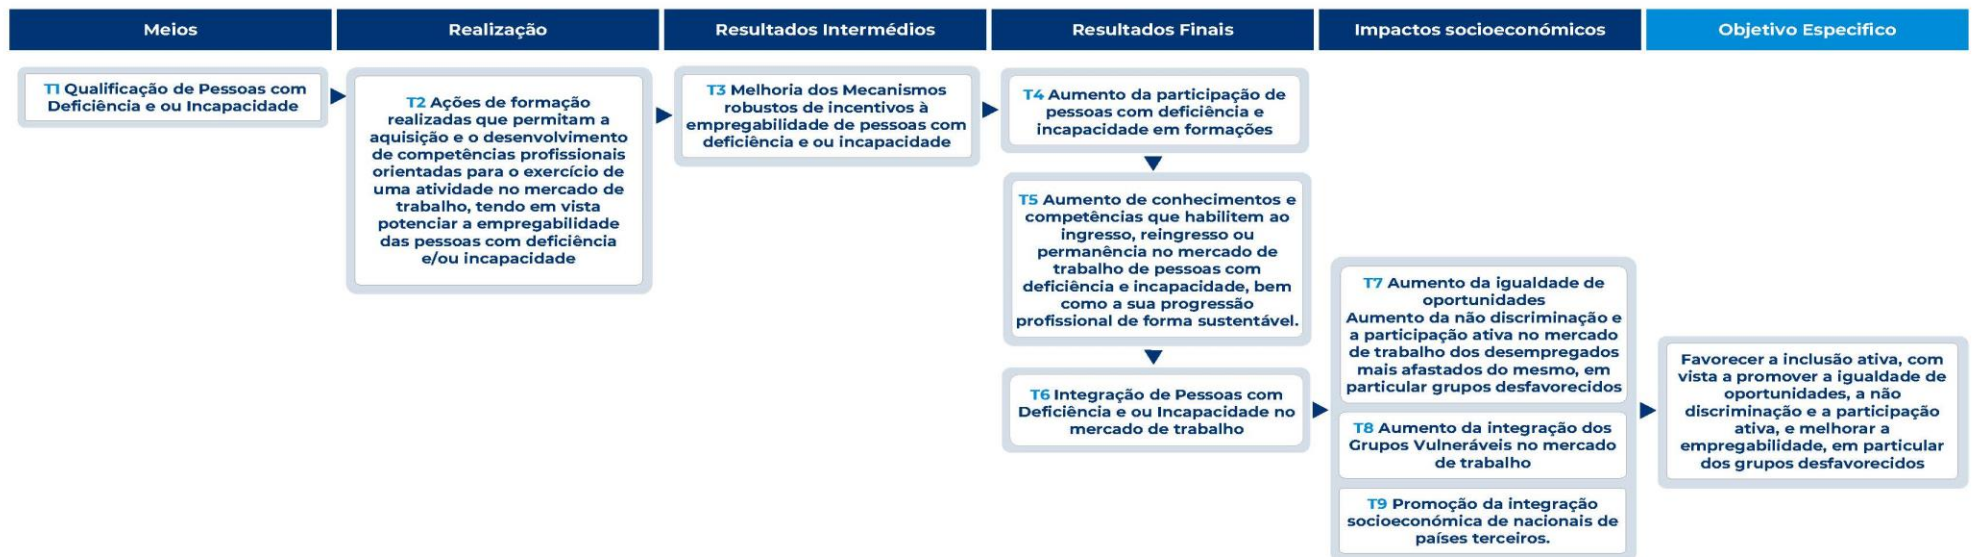 Meios
Realização
Resultados Intermédios
Resultados Finais
Impactos socioeconómicos
Objetivo Especifico
T1 Qualificação de Pessoas com
Deficiência e ou Incapacidade
T2 Ações de formação
realizadas que permitam a
aquisição e o desenvolvimento
de competências profissionais
orientadas para o exercício de
uma atividade no mercado de
trabalho, tendo em vista
potenciar a empregabilidade
das pessoas com deficiência
e/ou incapacidade
T3 Melhoria dos Mecanismos
robustos de incentivos à
empregabilidade de pessoas com
deficiência e ou incapacidade
T4 Aumento da participação de
pessoas com deficiência e
incapacidade em formações
T5 Aumento de conhecimentos e
competências que habilitem ao
ingresso, reingresso ou
permanência no mercado de
trabalho de pessoas com
deficiência e incapacidade, bem
como a sua progressão
profissional de forma sustentável.
T6 Integração de Pessoas com
Deficiência e ou Incapacidade no
mercado de trabalho
T7 Aumento da igualdade de
oportunidades
Aumento da não discriminação e
a participação ativa no mercado
de trabalho dos desempregados
mais afastados do mesmo, em
particular grupos desfavorecidos
T8 Aumento da integração dos
Grupos Vulneráveis no mercado
de trabalho
T9 Promoção da integração
socioeconómica de nacionais de
países terceiros.
Favorecer a inclusão ativa, com
vista a promover a igualdade de
oportunidades, a não
discriminação e a participação
ativa, e melhorar a
empregabilidade, em particular
dos grupos desfavorecidos